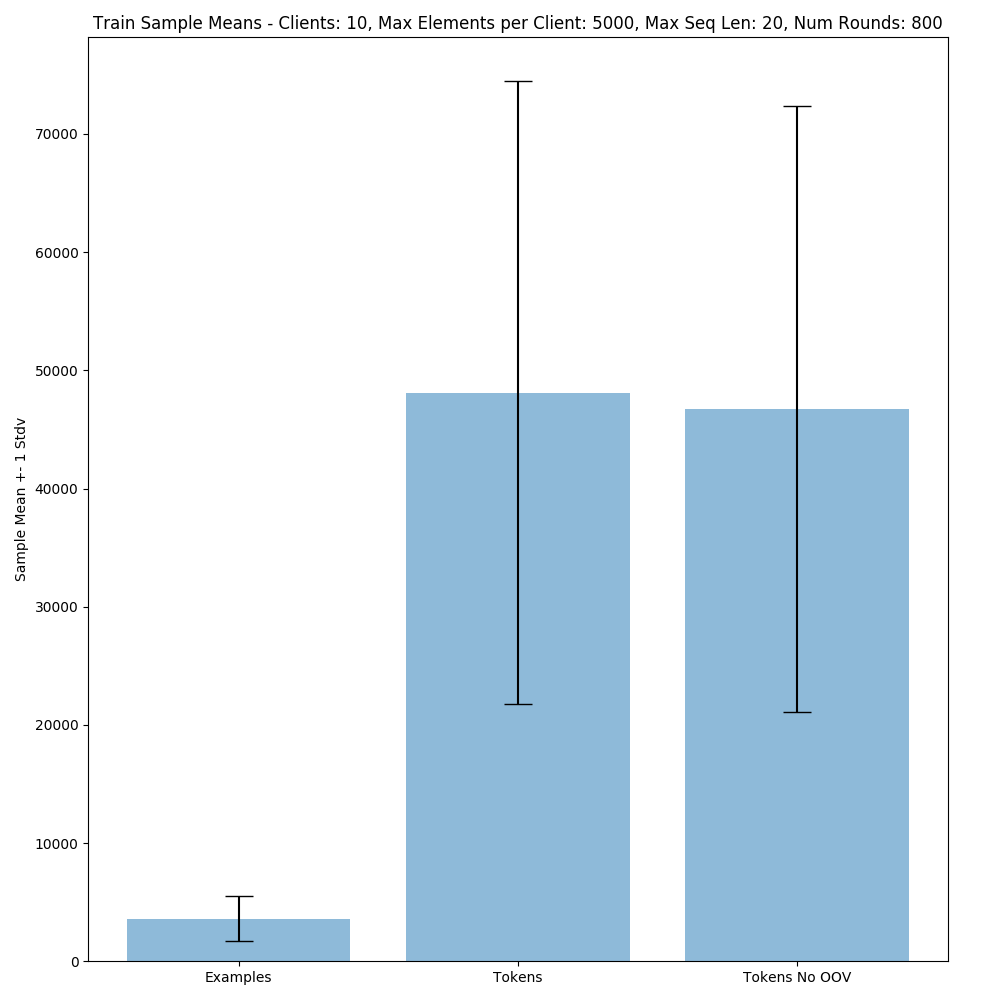 Train Sample Means - Clients: 10, Max Elements per Client: 5000, Max Seq Len: 20, Num Rounds: 800
70000
60000
50000
40000
30000
20000
10000
0
Sample Mean +- 1 Stdv
Examples
Tokens
Tokens No OOV